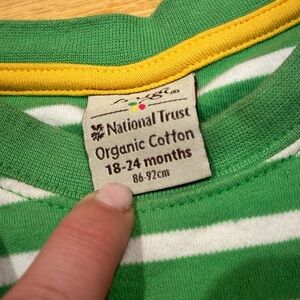 National Trust
Organic Cotton
18-24 months
86-92cm